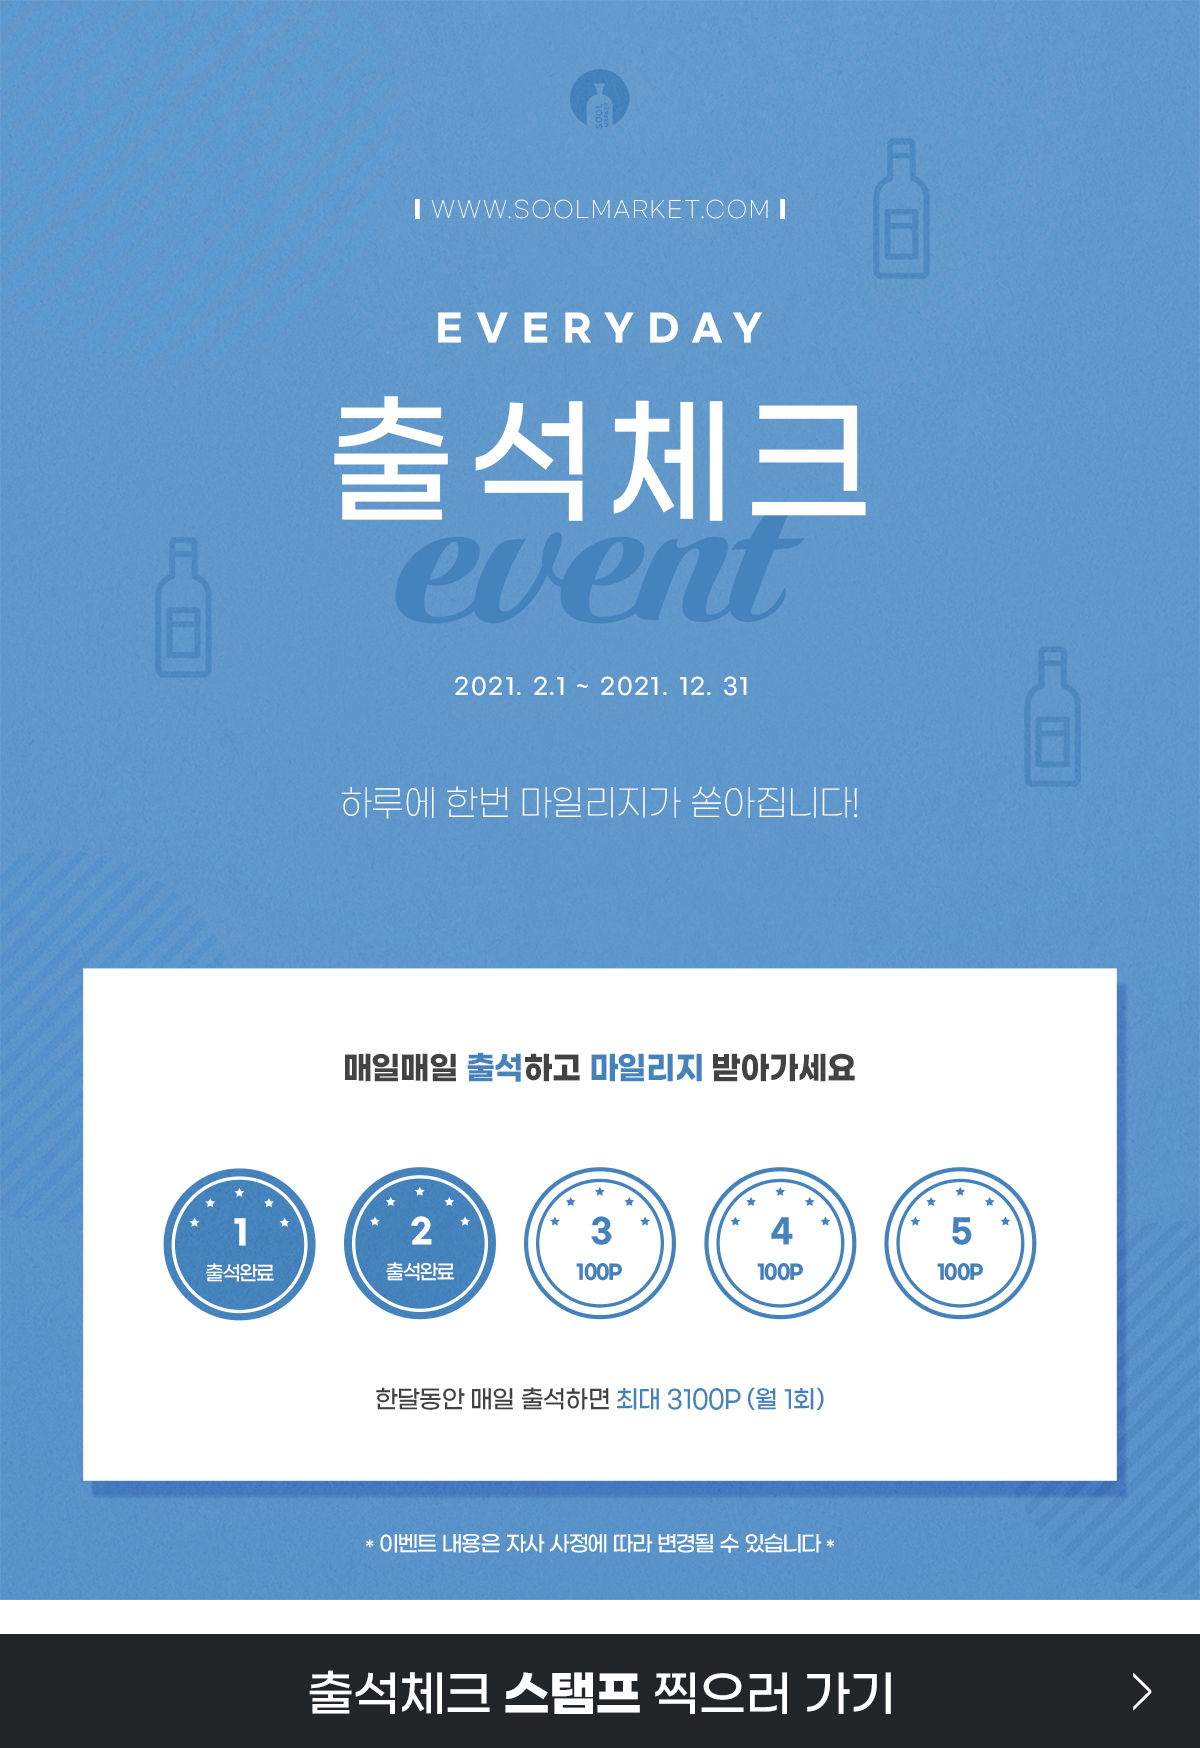 SOOL
MARKET
WWW.SOOLMARKET.COM
EVERYDAY
출석체크
event
2021. 2.1 ~ 2021. 12. 31
하루에 한번 마일리지가 쏟아집니다!
매일매일 출석하고 마일리지 받아가세요
1 2 3 4 5
출석완료 출석완료 100P 100P 100P
한달동안 매일 출석하면 최대 3100P (월 1회)
* 이벤트 내용은 자사 사정에 따라 변경될 수 있습니다 *
출석체크 스탬프 찍으러 가기